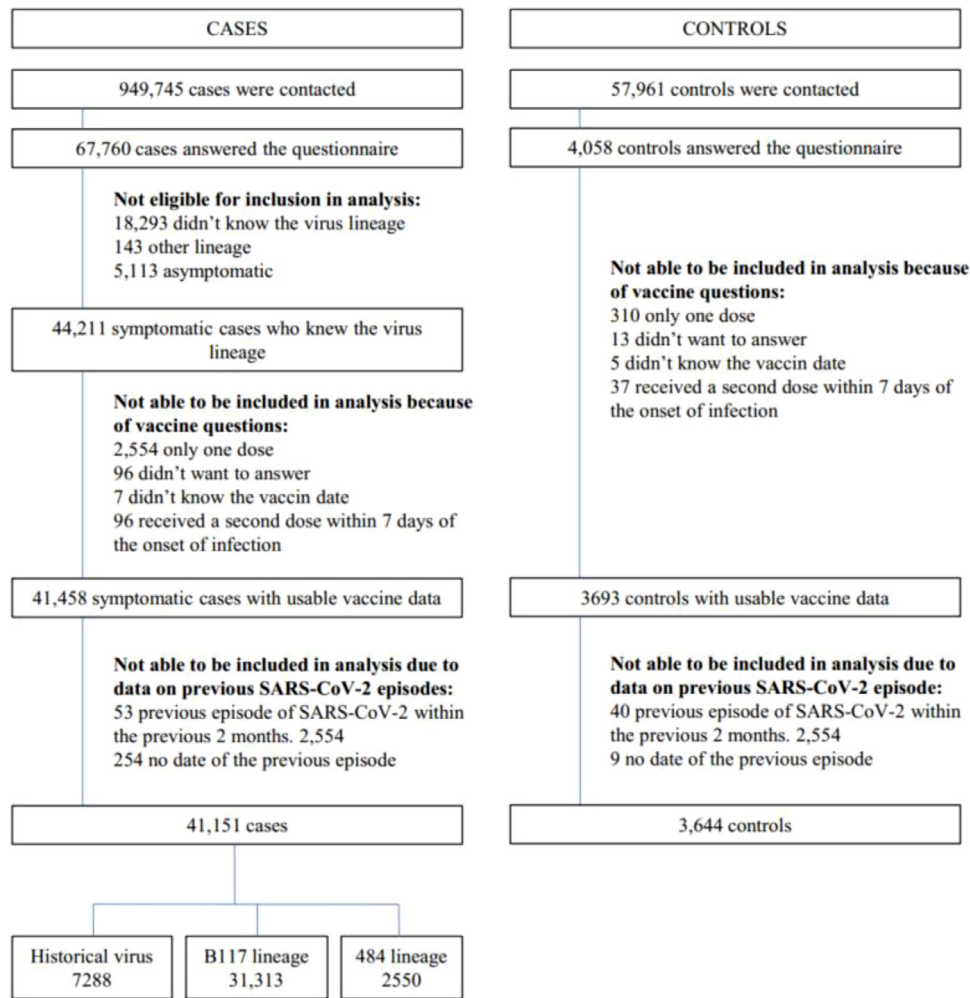 CASES
949,745 cases were contacted
67,760 cases answered the questionnaire
Not eligible for inclusion in analysis:
18,293 didn't know the virus lineage
143 other lineage
5,113 asymptomatic
44,211 symptomatic cases who knew the virus
lineage
Not able to be included in analysis because
of vaccine questions:
2,554 only one dose
96 didn't want to answer
7 didn't know the vaccin date
96 received a second dose within 7 days of
the onset of infection
41,458 symptomatic cases with usable vaccine data
Not able to be included in analysis due to
data on previous SARS-CoV-2 episodes:
53 previous episode of SARS-CoV-2 within
the previous 2 months. 2,554
254 no date of the previous episode
41,151 cases
Historical virus
7288
B117 lineage
31,313
484 lineage
2550
CONTROLS
57,961 controls were contacted
4,058 controls answered the questionnaire
Not able to be included in analysis because
of vaccine questions:
310 only one dose
13 didn't want to answer
5 didn't know the vaccin date
37 received a second dose within 7 days of
the onset of infection
3693 controls with usable vaccine data
Not able to be included in analysis due to
data on previous SARS-CoV-2 episode:
40 previous episode of SARS-CoV-2 within
the previous 2 months. 2,554
9 no date of the previous episode
3,644 controls